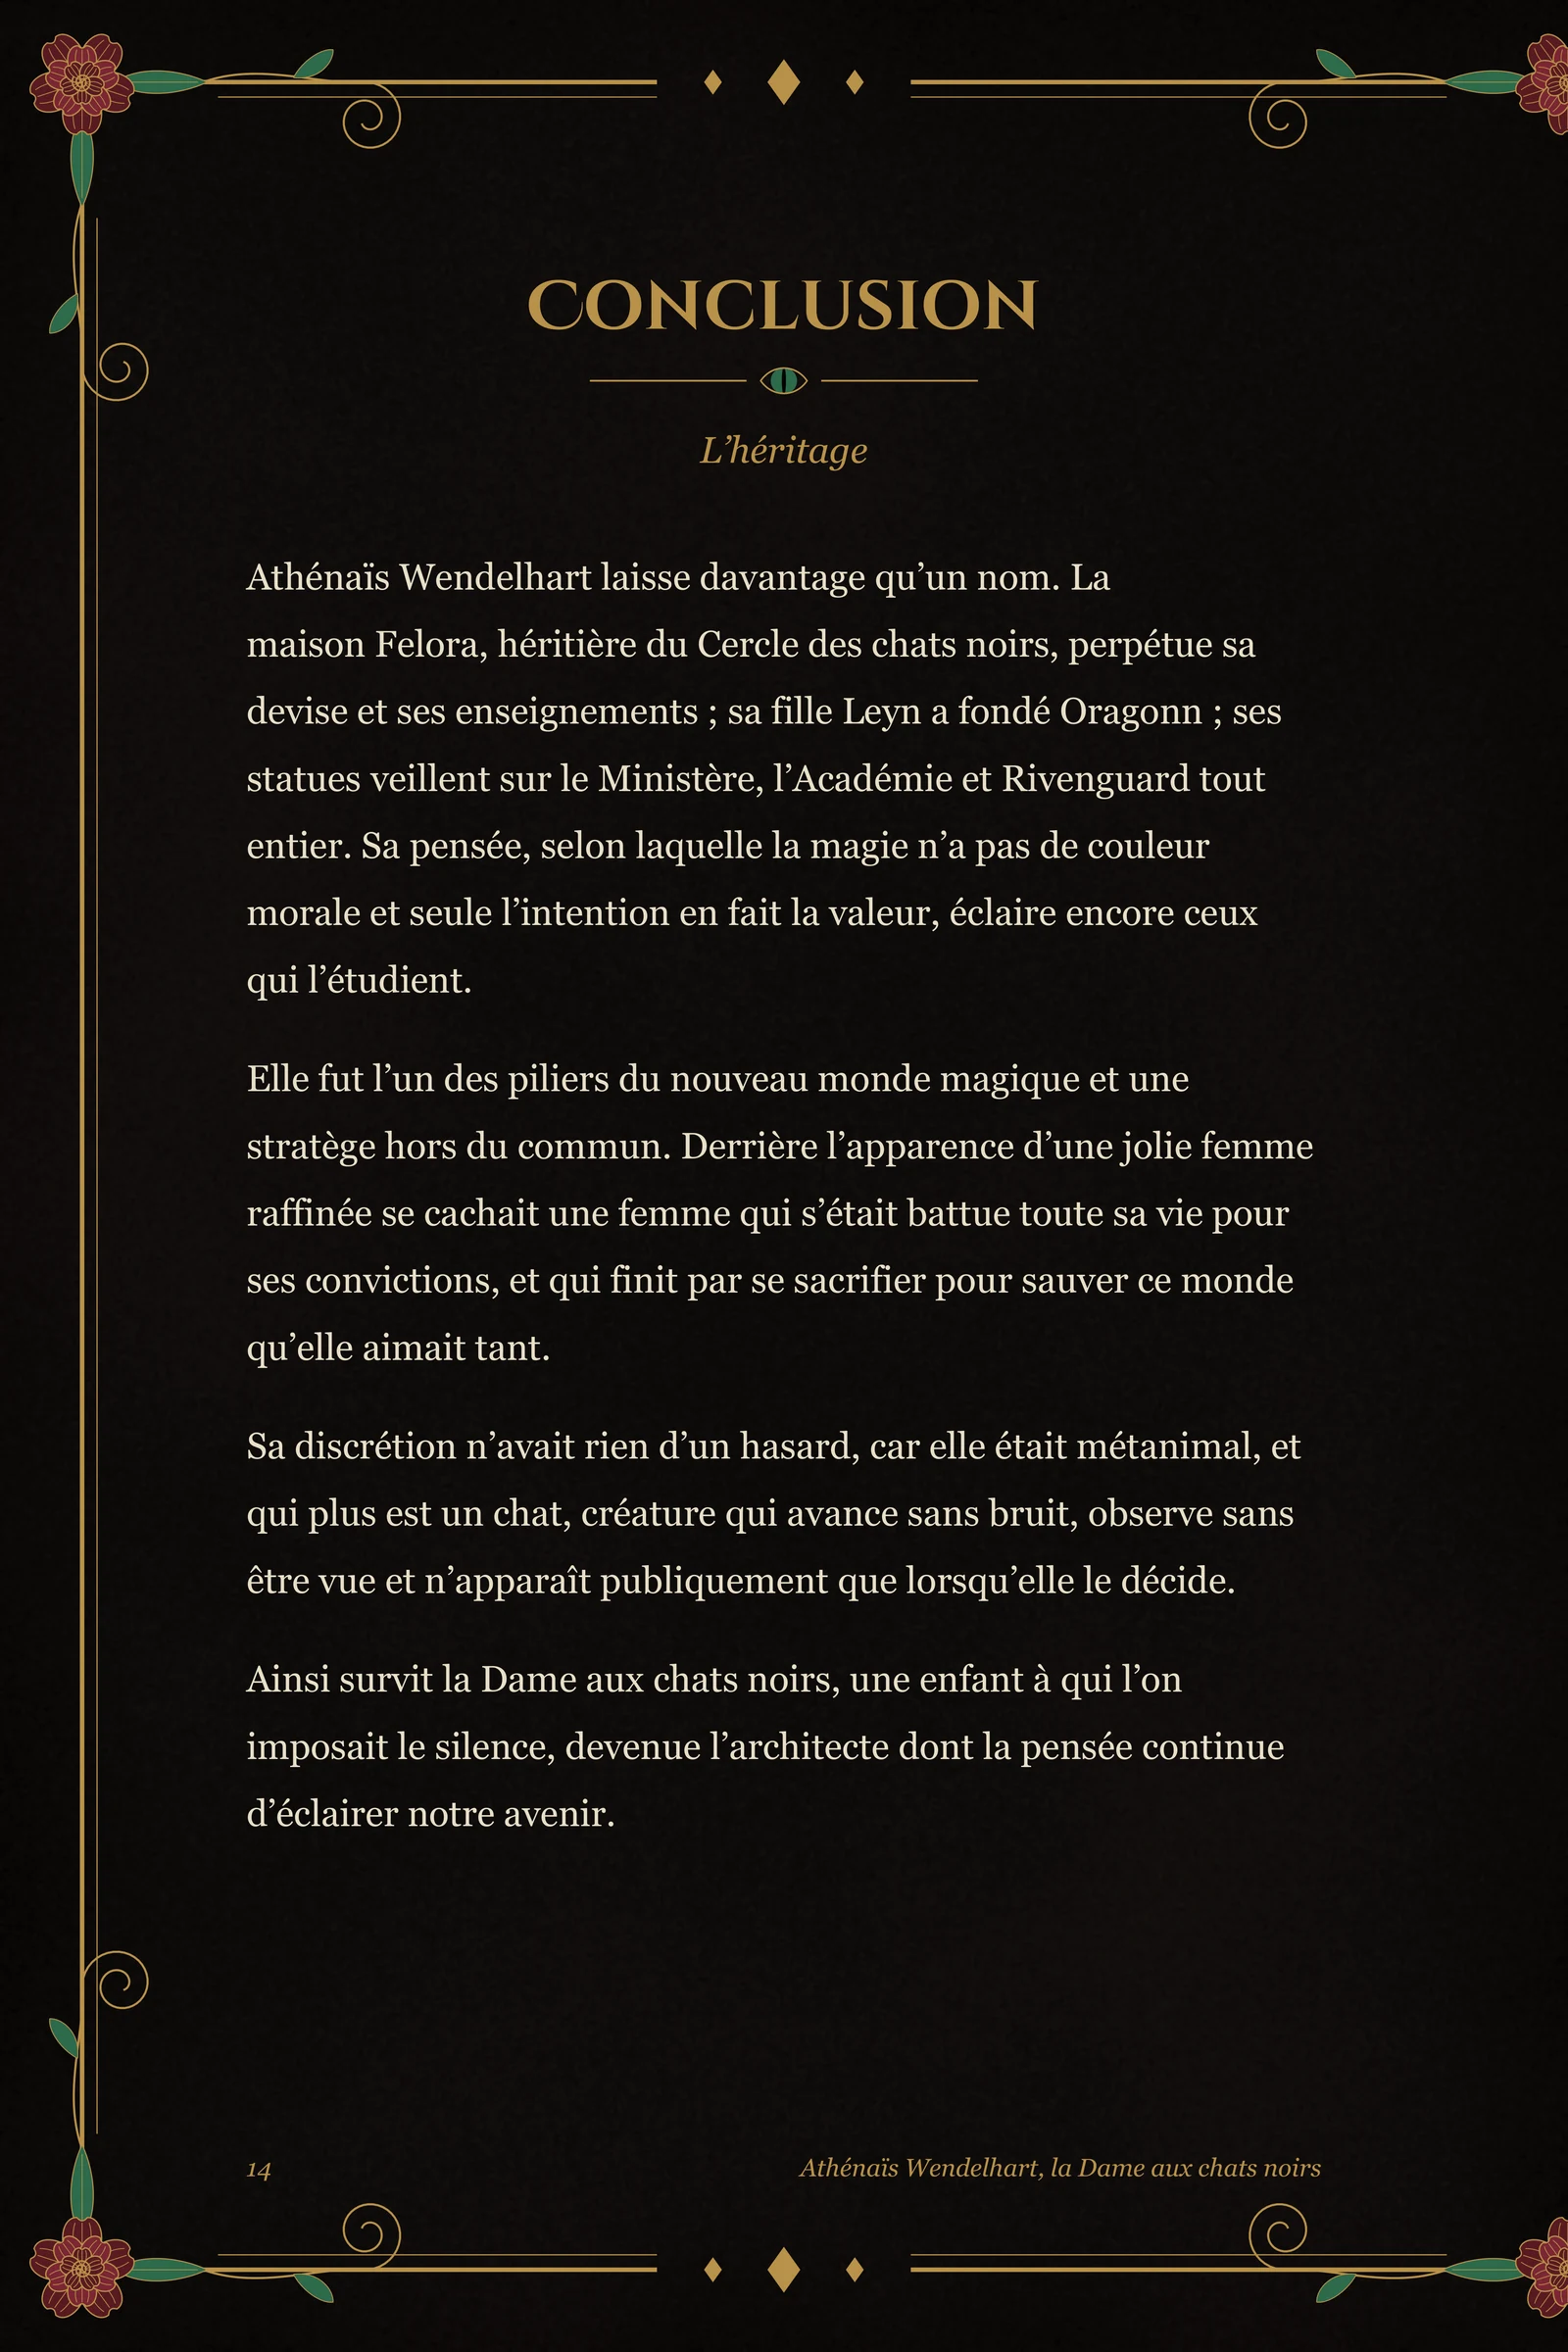 CONCLUSION
L’héritage
Athénaïs Wendelhart laisse davantage qu’un nom. La
maison Felora, héritière du Cercle des chats noirs, perpétue sa
devise et ses enseignements ; sa fille Leyn a fondé Oragonn ; ses
statues veillent sur le Ministère, l’Académie et Rivenguard tout
entier. Sa pensée, selon laquelle la magie n’a pas de couleur
morale et seule l’intention en fait la valeur, éclaire encore ceux
qui l’étudient.
Elle fut l’un des piliers du nouveau monde magique et une
stratège hors du commun. Derrière l’apparence d’une jolie femme
raffinée se cachait une femme qui s’était battue toute sa vie pour
ses convictions, et qui finit par se sacrifier pour sauver ce monde
qu’elle aimait tant.
Sa discrétion n’avait rien d’un hasard, car elle était métanimal, et
qui plus est un chat, créature qui avance sans bruit, observe sans
être vue et n’apparaît publiquement que lorsqu’elle le décide.
Ainsi survit la Dame aux chats noirs, une enfant à qui l’on
imposait le silence, devenue l’architecte dont la pensée continue
d’éclairer notre avenir.
14
Athénaïs Wendelhart, la Dame aux chats noirs